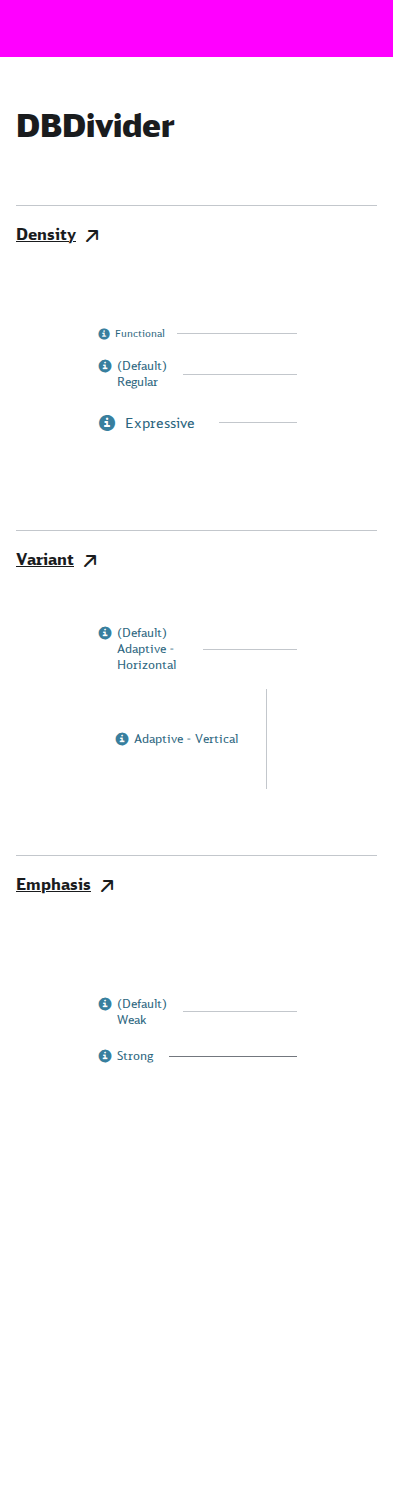 DBDivider
Density
Functional
(Default)
Regular
Expressive
Variant
(Default)
Adaptive -
Horizontal
Adaptive - Vertical
Emphasis
(Default)
Weak
Strong